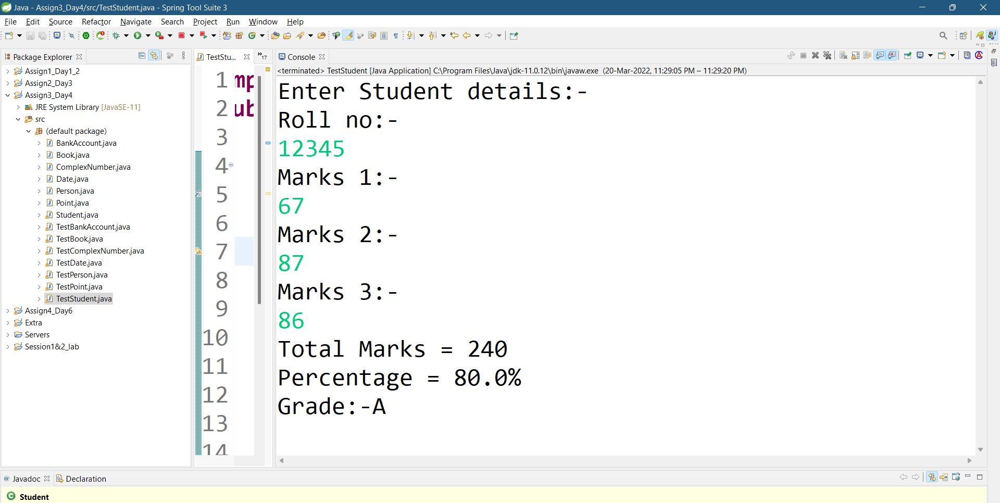 Java - Assign3_Day4/src/TestStudent.java - Spring Tool Suite 3
File Edit Source Refactor Navigate Search Project Run Window Help
Package Explorer
Assign1_Day1_2
Assign2_Day3
Assign3_Day4
JRE System Library [JavaSE-11]
src
(default package)
BankAccount.java
Book.java
ComplexNumber.java
Date.java
Person.java
Point.java
Student.java
TestBankAccount.java
TestBook.java
TestComplexNumber.java
TestDate.java
TestPerson.java
TestPoint.java
TestStudent.java
Assign4_Day6
Extra
Servers
Session1&2_lab
TestStu... »17
1 mp
2 ub
3
4
5
6
7
8
9
10
11
12
13
14
Console
<terminated> TestStudent [Java Application] C:\Program Files\Java\jdk-11.0.12\bin\javaw.exe (20-Mar-2022, 11:29:05 PM – 11:29:20 PM)
Enter Student details:-
Roll no:-
12345
Marks 1:-
67
Marks 2:-
87
Marks 3:-
86
Total Marks = 240
Percentage = 80.0%
Grade:-A
@ Javadoc Declaration
Student